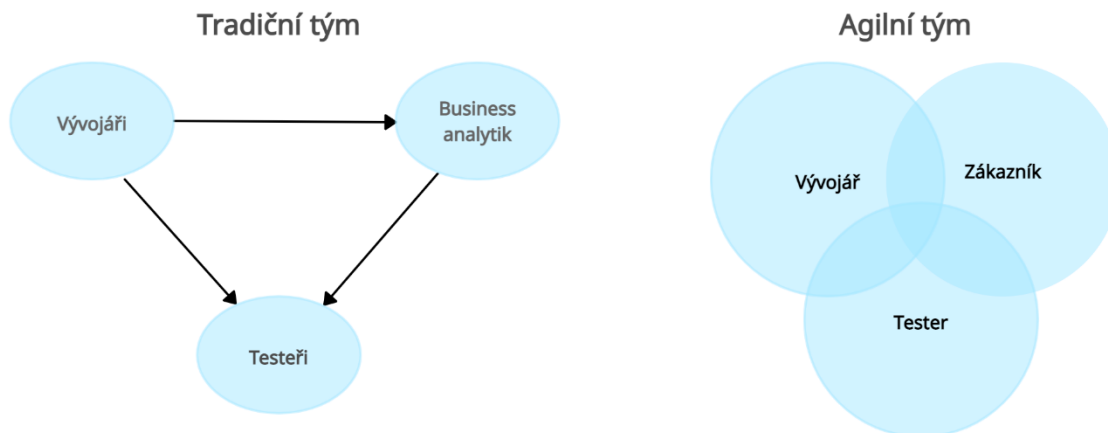 Tradiční tým
Agilní tým
Vývojáři
Business
analytik
Testeři
Vývojář
Zákazník
Tester